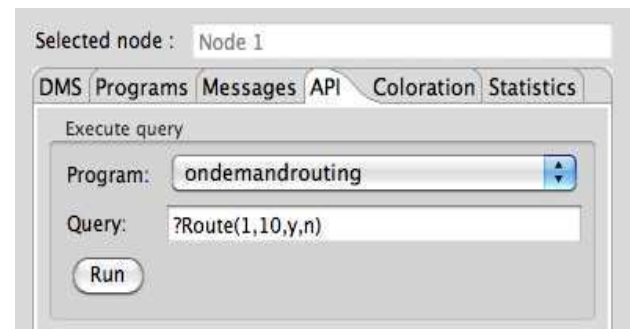 Selected node : Node 1
DMS Programs Messages API Coloration Statistics
Execute query
Program: ondemandrouting
Query: ?Route(1,10,y,n)
Run